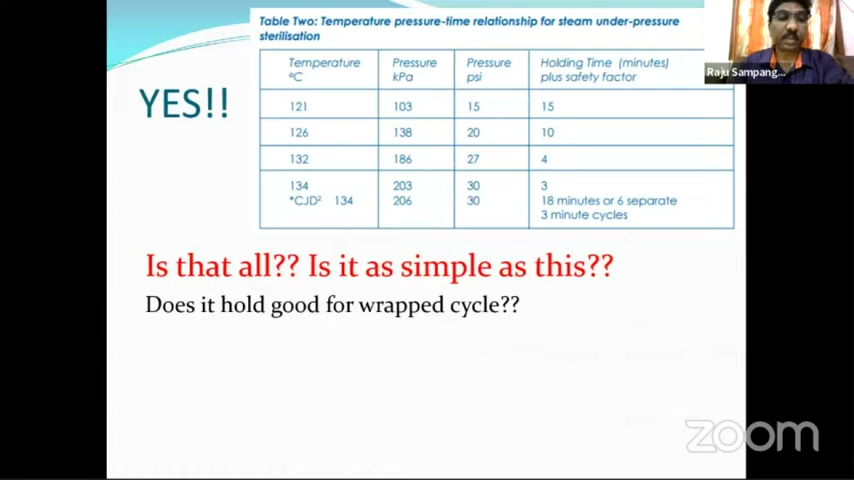 Table Two: Temperature pressure-time relationship for steam under-pressure
sterilisation
Temperature Pressure Pressure Holding Time (minutes)
ºC kPa psi plus safety factor
121 103 15 15
126 138 20 10
132 186 27 4
134 203 30 3
*CJD² 134 206 30 18 minutes or 6 separate
3 minute cycles
YES!!
Raju Sampang...
Is that all?? Is it as simple as this??
Does it hold good for wrapped cycle??
zoom